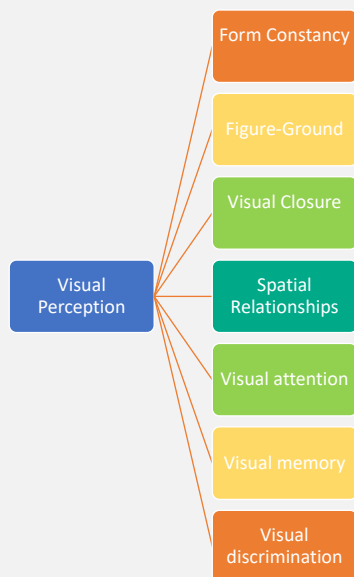 Form Constancy
Figure-Ground
Visual Closure
Visual
Perception
Spatial
Relationships
Visual attention
Visual memory
Visual
discrimination